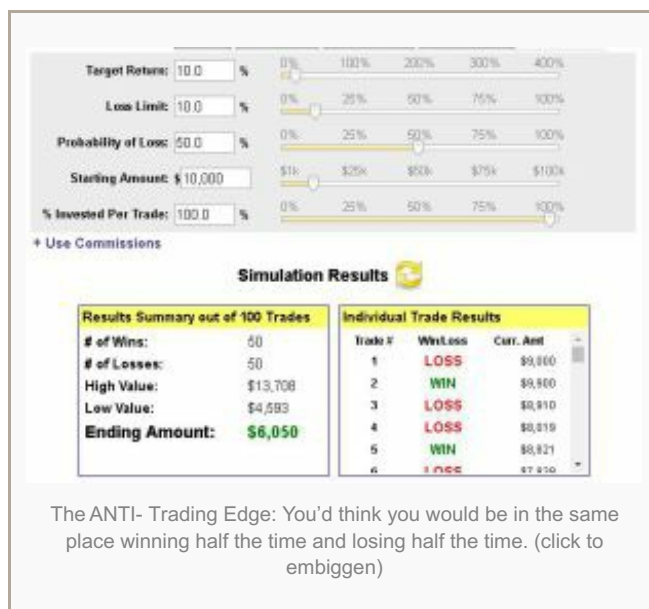 Target Return: 10.0 % 0% 100% 200% 300% 400%
Loss Limit: 10.0 % 0% 25% 50% 75% 100%
Probability of Loss: 50.0 % 0% 25% 50% 75% 100%
Starting Amount: $ 10,000 $1k $25k $50k $75k $100k
% Invested Per Trade: 100.0 % 0% 25% 50% 75% 100%
+ Use Commissions
Simulation Results
Results Summary out of 100 Trades
# of Wins: 50
# of Losses: 50
High Value: $13,708
Low Value: $4,593
Ending Amount: $6,050
Individual Trade Results
Trade # Win/Loss Curr. Amt
1 LOSS $9,000
2 WIN $9,900
3 LOSS $8,910
4 LOSS $8,019
5 WIN $8,821
6 LOSS
The ANTI- Trading Edge: You’d think you would be in the same
place winning half the time and losing half the time. (click to
embiggen)